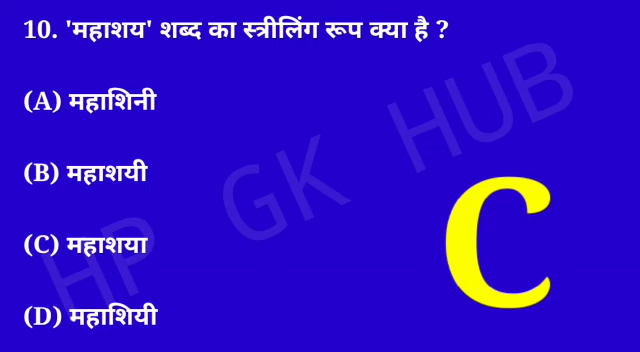 10. 'महाशय' शब्द का स्त्रीलिंग रूप क्या है ?
(A) महाशिनी
(B) महाशयी
(C) महाशया
(D) महाशियी
C
HP GK HUB